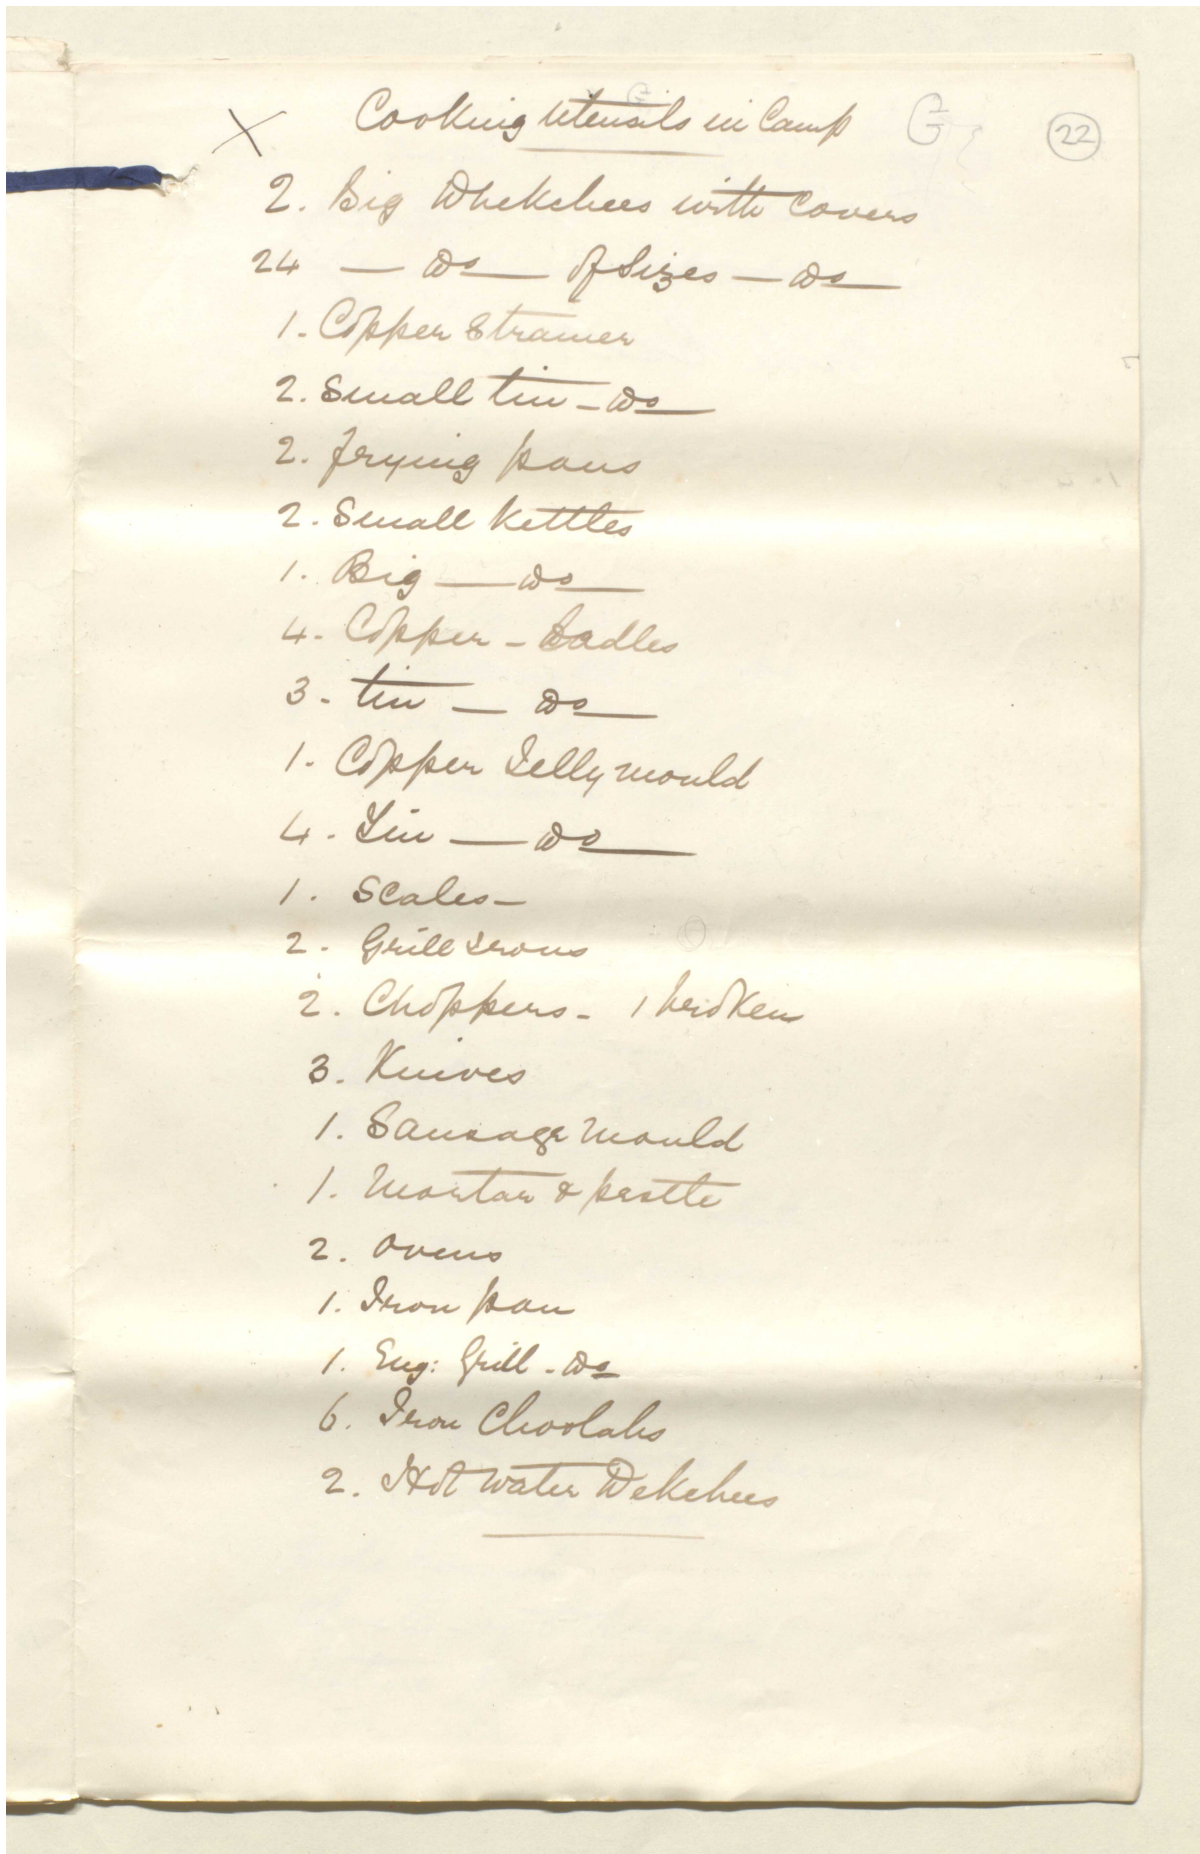 X Cooking Utensils in Camp G 22
2. Big Dhekchees with Covers
24 — Do — of Sizes — Do —
1. Copper Strainer
2. Small tin – Do —
2. frying pans
2. Small Kettles
1. Big — Do —
4. Copper – Ladles
3. tin — Do —
1. Copper Jelly mould
4. Tin — Do —
1. Scales –
2. Grill Irons
2. Choppers – 1 broken
3. Knives
1. Sausage Mould
1. Mortar & pestle
2. Ovens
1. Iron pan
1. Eng: Grill – Do
6. Iron Choolahs
2. Hot water Dekchees